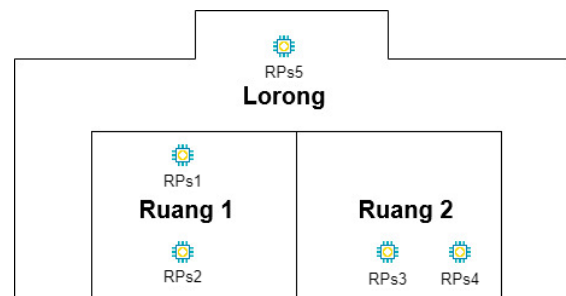 RPs5
Lorong
RPs1
Ruang 1
Ruang 2
RPs2
RPs3
RPs4